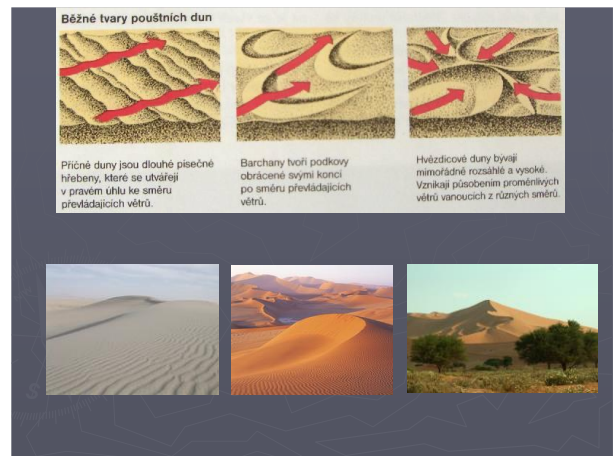 Běžné tvary pouštních dun
Příčné duny jsou dlouhé písečné
hřebeny, které se utvářejí
v pravém úhlu ke směru
převládajících větrů.
Barchany tvoří podkovy
obrácené svými konci
po směru převládajících
větrů.
Hvězdicové duny bývají
mimořádně rozsáhlé a vysoké.
Vznikají působením proměnlivých
větrů vanoucích z různých směrů.
S